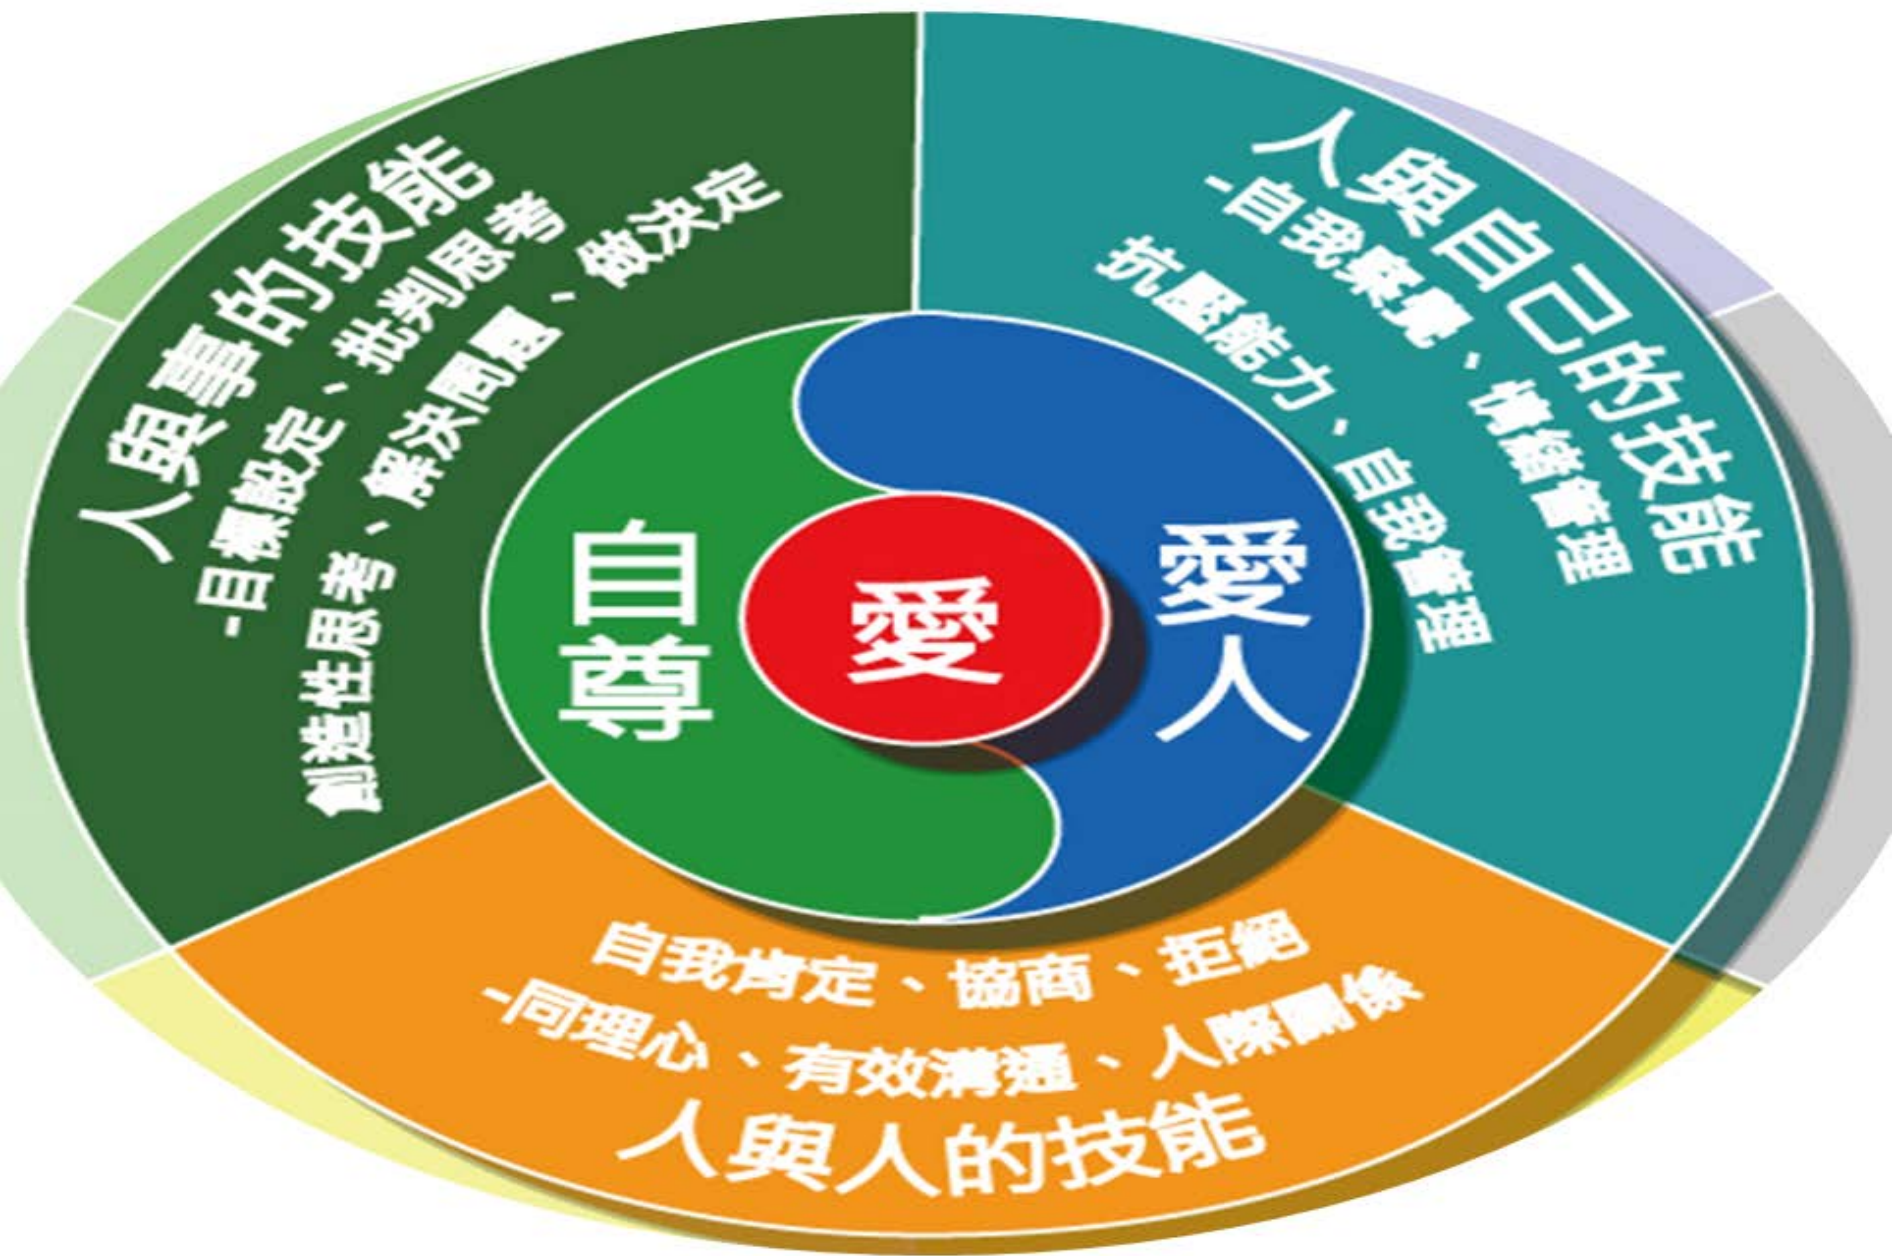 人與事的技能
-目標設定、批判思考
創造性思考、解決問題、做決定
人與自己的技能
-自我察覺、情緒管理
抗壓能力、自我管理
自尊
愛
愛人
自我肯定、協商、拒絕
-同理心、有效溝通、人際關係
人與人的技能